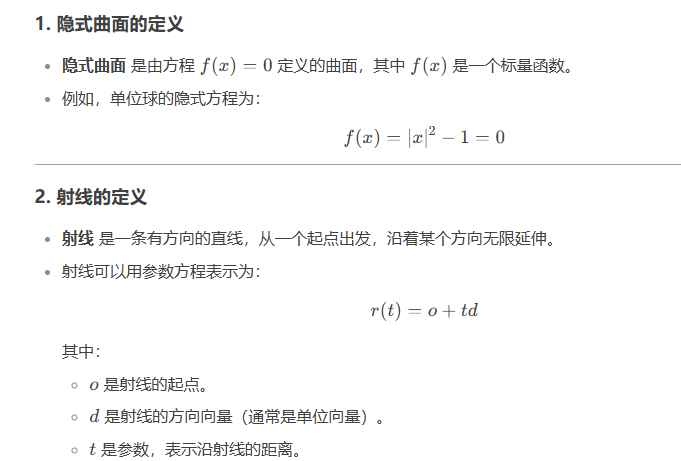 1. 隐式曲面的定义
• 隐式曲面 是由方程 f(x) = 0 定义的曲面，其中 f(x) 是一个标量函数。
• 例如，单位球的隐式方程为：
f(x) = |x|² − 1 = 0
2. 射线的定义
• 射线 是一条有方向的直线，从一个起点出发，沿着某个方向无限延伸。
• 射线可以用参数方程表示为：
r(t) = o + td
其中：
◦ o 是射线的起点。
◦ d 是射线的方向向量（通常是单位向量）。
◦ t 是参数，表示沿射线的距离。